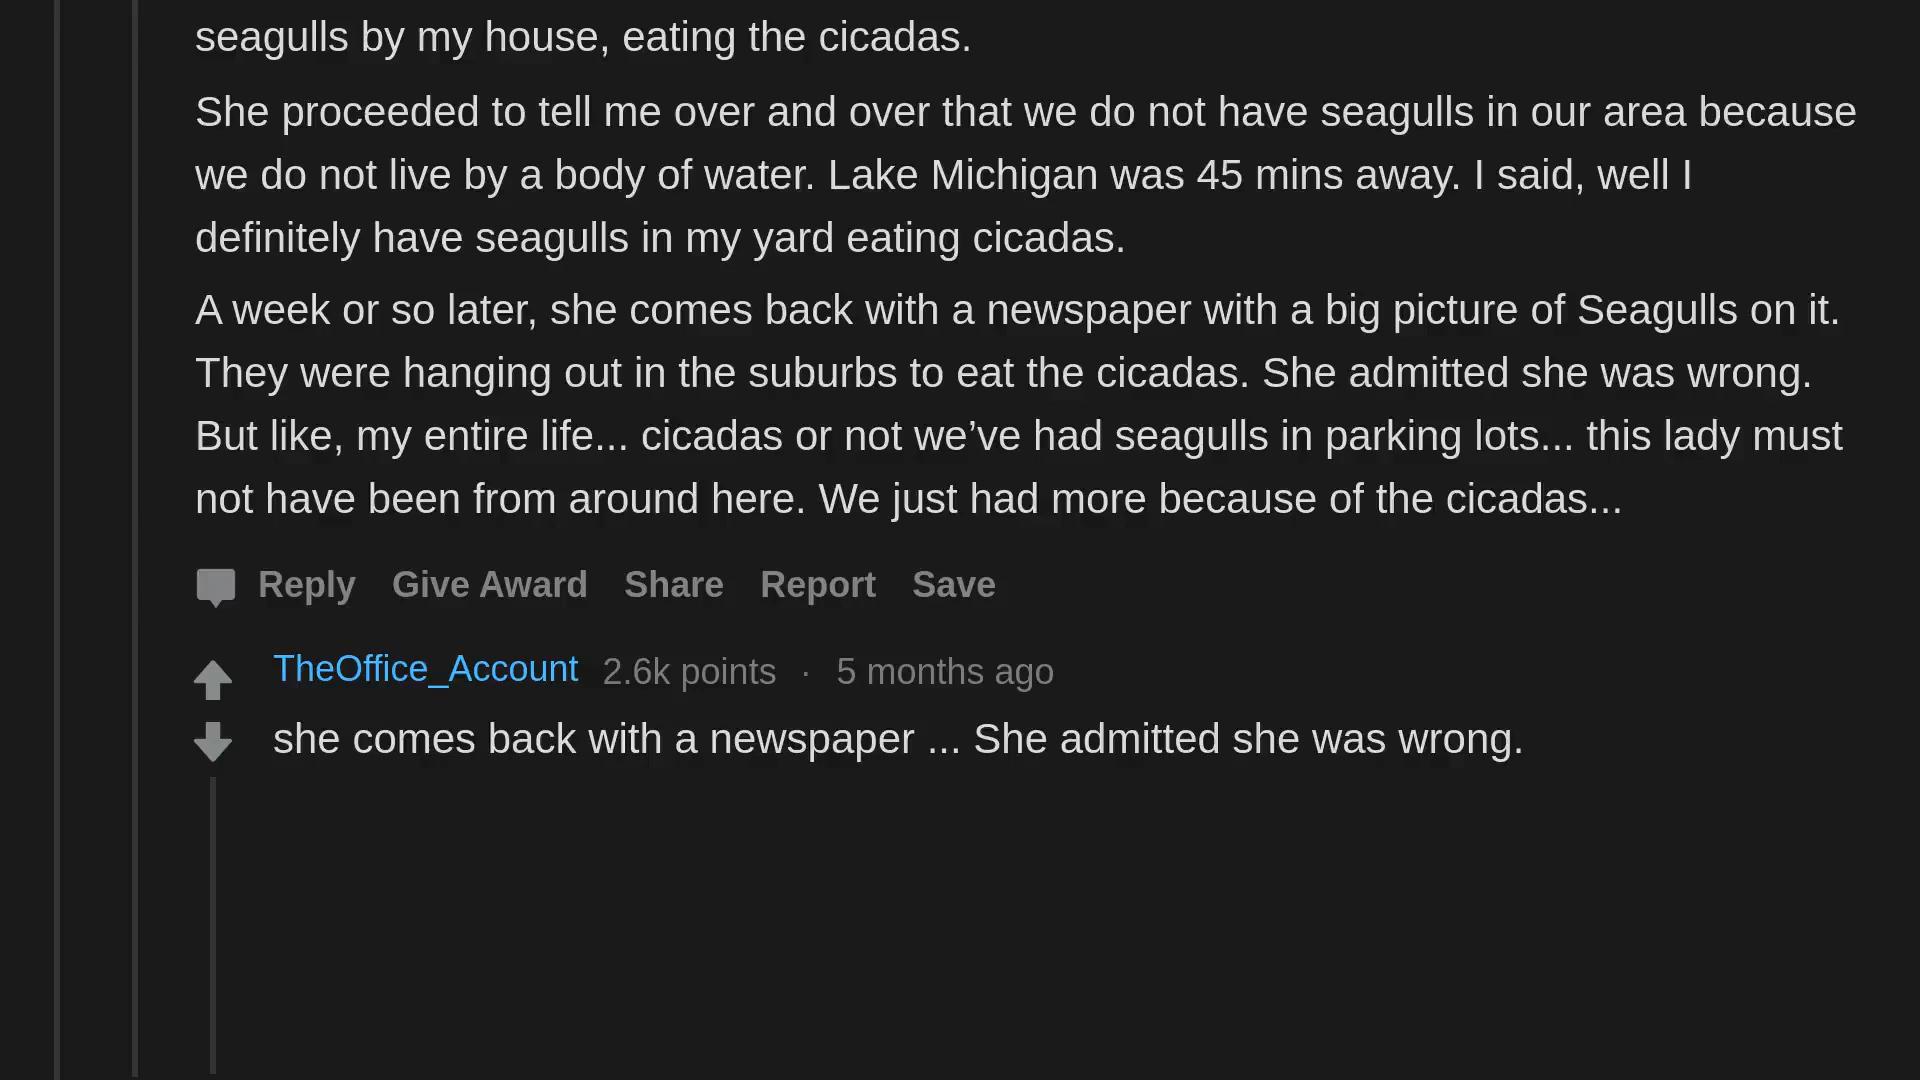 seagulls by my house, eating the cicadas.
She proceeded to tell me over and over that we do not have seagulls in our area because
we do not live by a body of water. Lake Michigan was 45 mins away. I said, well I
definitely have seagulls in my yard eating cicadas.
A week or so later, she comes back with a newspaper with a big picture of Seagulls on it.
They were hanging out in the suburbs to eat the cicadas. She admitted she was wrong.
But like, my entire life... cicadas or not we’ve had seagulls in parking lots... this lady must
not have been from around here. We just had more because of the cicadas...
Reply Give Award Share Report Save
TheOffice_Account 2.6k points · 5 months ago
she comes back with a newspaper ... She admitted she was wrong.